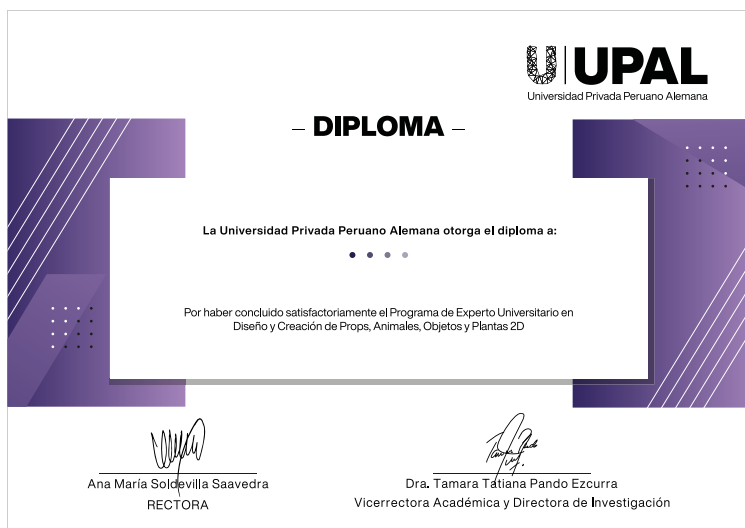 UPAL
Universidad Privada Peruano Alemana
– DIPLOMA –
La Universidad Privada Peruano Alemana otorga el diploma a:
Por haber concluido satisfactoriamente el Programa de Experto Universitario en
Diseño y Creación de Props, Animales, Objetos y Plantas 2D
Ana María Soldevilla Saavedra
RECTORA
Dra. Tamara Tatiana Pando Ezcurra
Vicerrectora Académica y Directora de Investigación